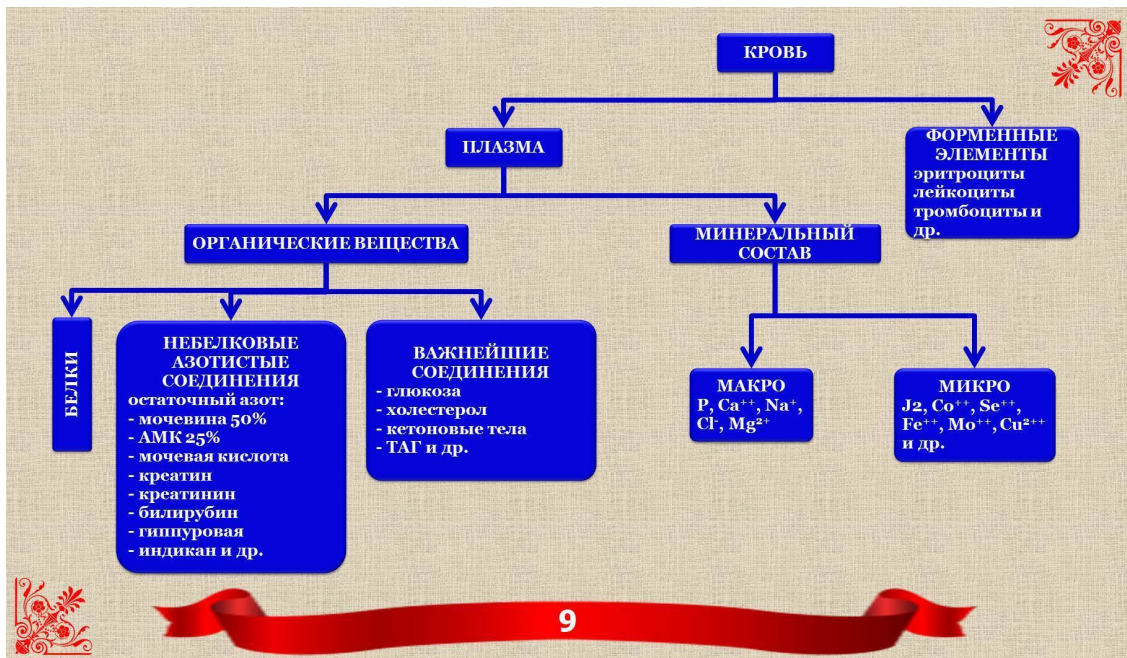 КРОВЬ
ПЛАЗМА
ФОРМЕННЫЕ
ЭЛЕМЕНТЫ
эритроциты
лейкоциты
тромбоциты и
др.
ОРГАНИЧЕСКИЕ ВЕЩЕСТВА
МИНЕРАЛЬНЫЙ
СОСТАВ
БЕЛКИ
НЕБЕЛКОВЫЕ
АЗОТИСТЫЕ
СОЕДИНЕНИЯ
остаточный азот:
- мочевина 50%
- АМК 25%
- мочевая кислота
- креатин
- креатинин
- билирубин
- гиппуровая
- индикан и др.
ВАЖНЕЙШИЕ
СОЕДИНЕНИЯ
- глюкоза
- холестерол
- кетоновые тела
- ТАГ и др.
МАКРО
P, Ca⁺⁺, Na⁺,
Cl⁻, Mg²⁺
МИКРО
J2, Co⁺⁺, Se⁺⁺,
Fe⁺⁺, Mo⁺⁺, Cu²⁺⁺
и др.
9